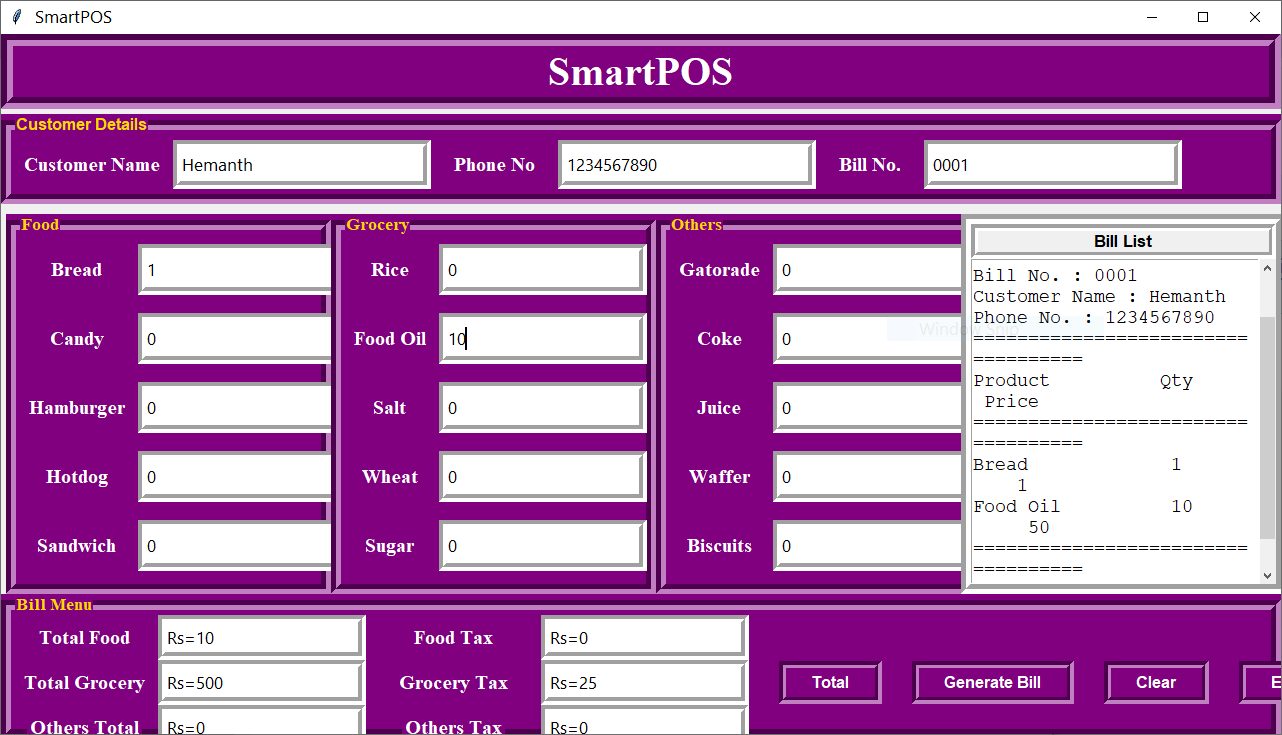 SmartPOS
SmartPOS
Customer Details
Customer Name Hemanth Phone No 1234567890 Bill No. 0001
Food Grocery Others
Bill List
Bread 1 Rice 0 Gatorade 0
Candy 0 Food Oil 10 Coke 0
Hamburger 0 Salt 0 Juice 0
Hotdog 0 Wheat 0 Waffer 0
Sandwich 0 Sugar 0 Biscuits 0
Bill No. : 0001
Customer Name : Hemanth
Phone No. : 1234567890
Window Snip
=========================
==========
Product Qty
Price
=========================
==========
Bread 1
1
Food Oil 10
50
=========================
==========
Bill Menu
Total Food Rs=10 Food Tax Rs=0
Total Grocery Rs=500 Grocery Tax Rs=25
Total Generate Bill Clear E
Others Total Rs=0 Others Tax Rs=0